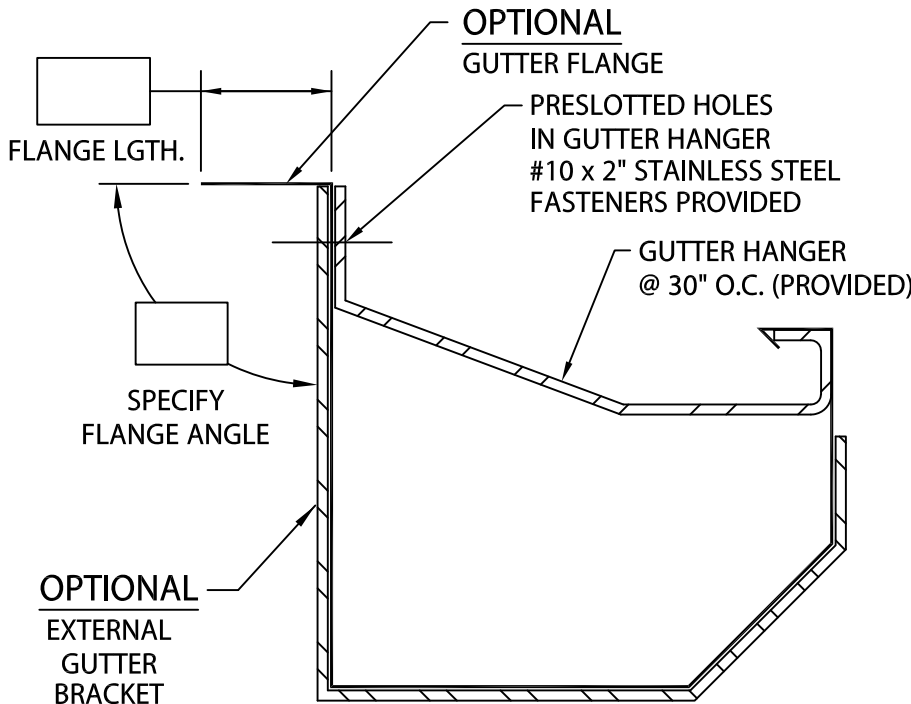 OPTIONAL
GUTTER FLANGE
PRESLOTTED HOLES
IN GUTTER HANGER
#10 x 2" STAINLESS STEEL
FASTENERS PROVIDED
FLANGE LGTH.
GUTTER HANGER
@ 30" O.C. (PROVIDED)
SPECIFY
FLANGE ANGLE
OPTIONAL
EXTERNAL
GUTTER
BRACKET